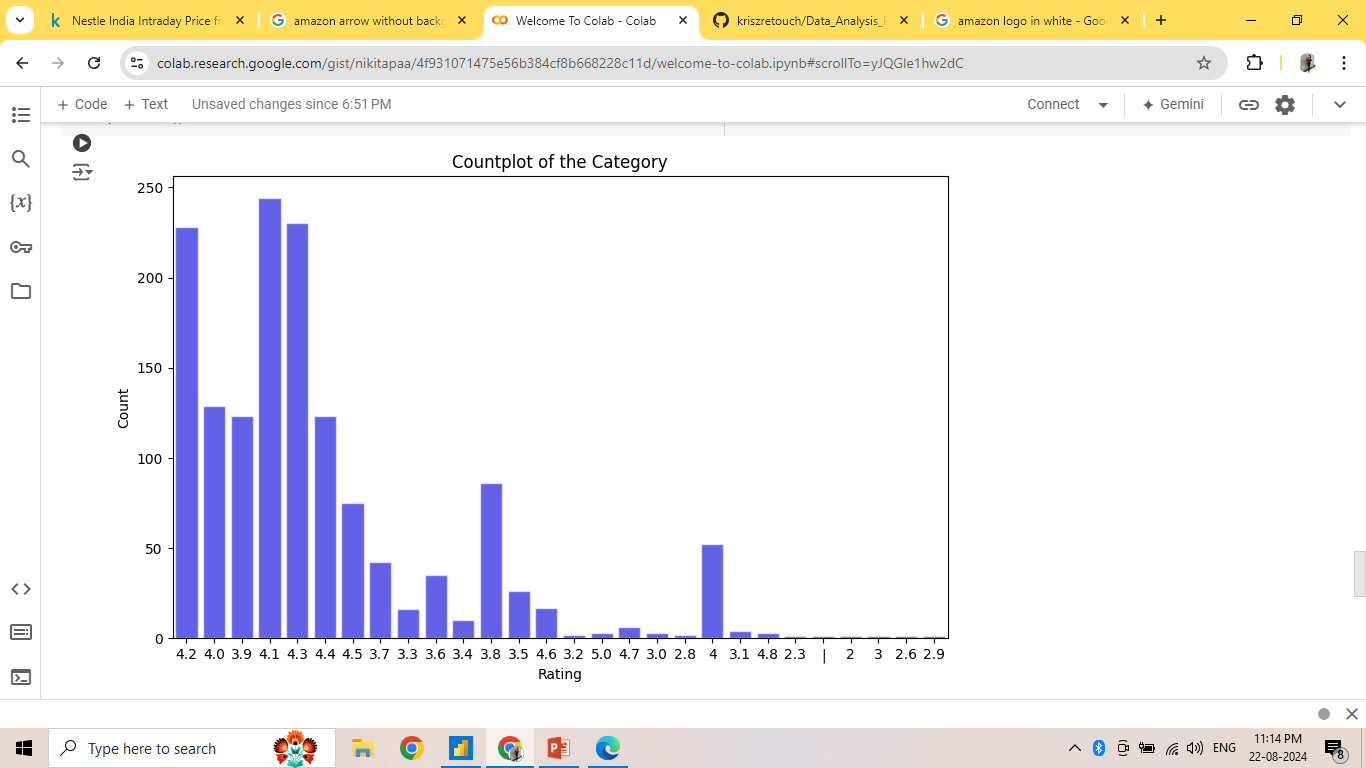 Nestle India Intraday Price fr
amazon arrow without back
Welcome To Colab - Colab
kriszretouch/Data_Analysis_
amazon logo in white - Goo
colab.research.google.com/gist/nikitapaa/4f931071475e56b384cf8b668228c11d/welcome-to-colab.ipynb#scrollTo=yJQGle1hw2dC
+ Code + Text Unsaved changes since 6:51 PM Connect Gemini
{x}
Countplot of the Category
250
200
150
100
50
0
Count
4.2 4.0 3.9 4.1 4.3 4.4 4.5 3.7 3.3 3.6 3.4 3.8 3.5 4.6 3.2 5.0 4.7 3.0 2.8 4 3.1 4.8 2.3 | 2 3 2.6 2.9
Rating
Type here to search
ENG
11:14 PM
22-08-2024
8